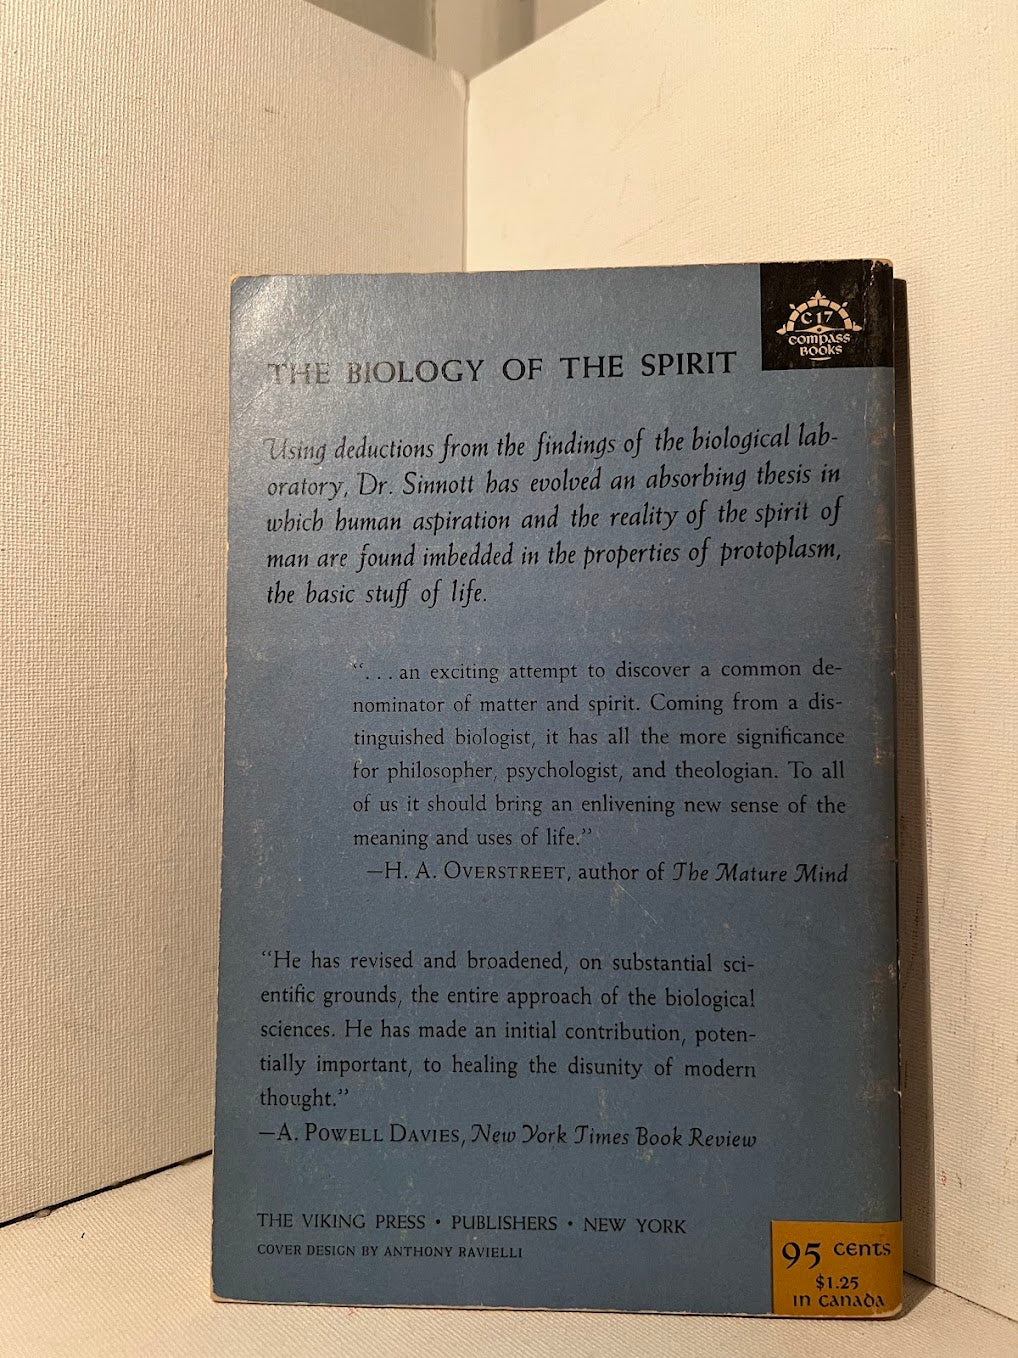 C 17
COMPASS
BOOKS
THE BIOLOGY OF THE SPIRIT
Using deductions from the findings of the biological lab-
oratory, Dr. Sinnott has evolved an absorbing thesis in
which human aspiration and the reality of the spirit of
man are found imbedded in the properties of protoplasm,
the basic stuff of life.
“. . . an exciting attempt to discover a common de-
nominator of matter and spirit. Coming from a dis-
tinguished biologist, it has all the more significance
for philosopher, psychologist, and theologian. To all
of us it should bring an enlivening new sense of the
meaning and uses of life.”
—H. A. OVERSTREET, author of The Mature Mind
“He has revised and broadened, on substantial sci-
entific grounds, the entire approach of the biological
sciences. He has made an initial contribution, poten-
tially important, to healing the disunity of modern
thought.”
—A. POWELL DAVIES, New York Times Book Review
THE VIKING PRESS • PUBLISHERS • NEW YORK
COVER DESIGN BY ANTHONY RAVIELLI
95 CENTS
$1.25
IN CANADA